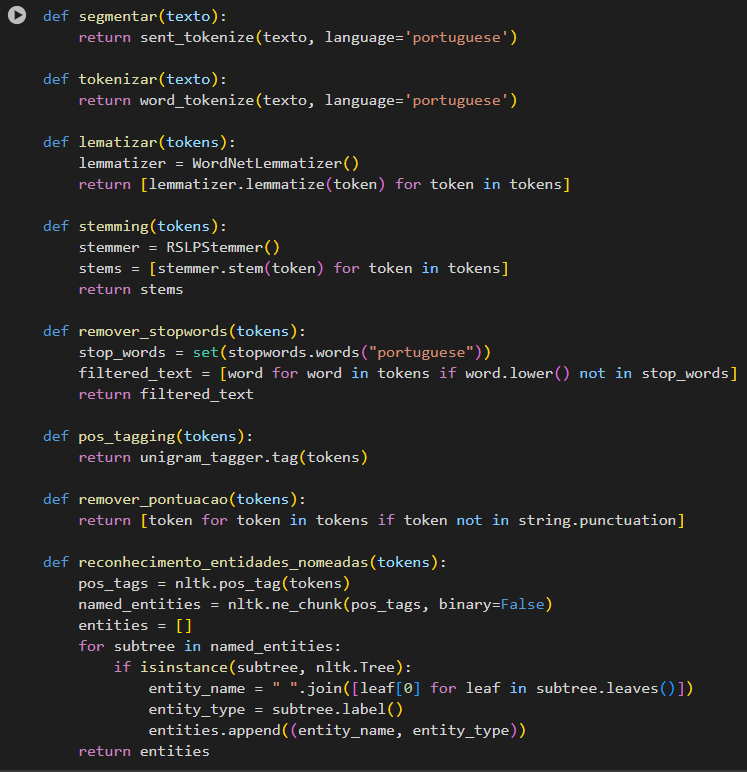 def segmentar(texto):
    return sent_tokenize(texto, language='portuguese')

def tokenizar(texto):
    return word_tokenize(texto, language='portuguese')

def lematizar(tokens):
    lemmatizer = WordNetLemmatizer()
    return [lemmatizer.lemmatize(token) for token in tokens]

def stemming(tokens):
    stemmer = RSLPStemmer()
    stems = [stemmer.stem(token) for token in tokens]
    return stems

def remover_stopwords(tokens):
    stop_words = set(stopwords.words("portuguese"))
    filtered_text = [word for word in tokens if word.lower() not in stop_words]
    return filtered_text

def pos_tagging(tokens):
    return unigram_tagger.tag(tokens)

def remover_pontuacao(tokens):
    return [token for token in tokens if token not in string.punctuation]

def reconhecimento_entidades_nomeadas(tokens):
    pos_tags = nltk.pos_tag(tokens)
    named_entities = nltk.ne_chunk(pos_tags, binary=False)
    entities = []
    for subtree in named_entities:
        if isinstance(subtree, nltk.Tree):
            entity_name = " ".join([leaf[0] for leaf in subtree.leaves()])
            entity_type = subtree.label()
            entities.append((entity_name, entity_type))
    return entities